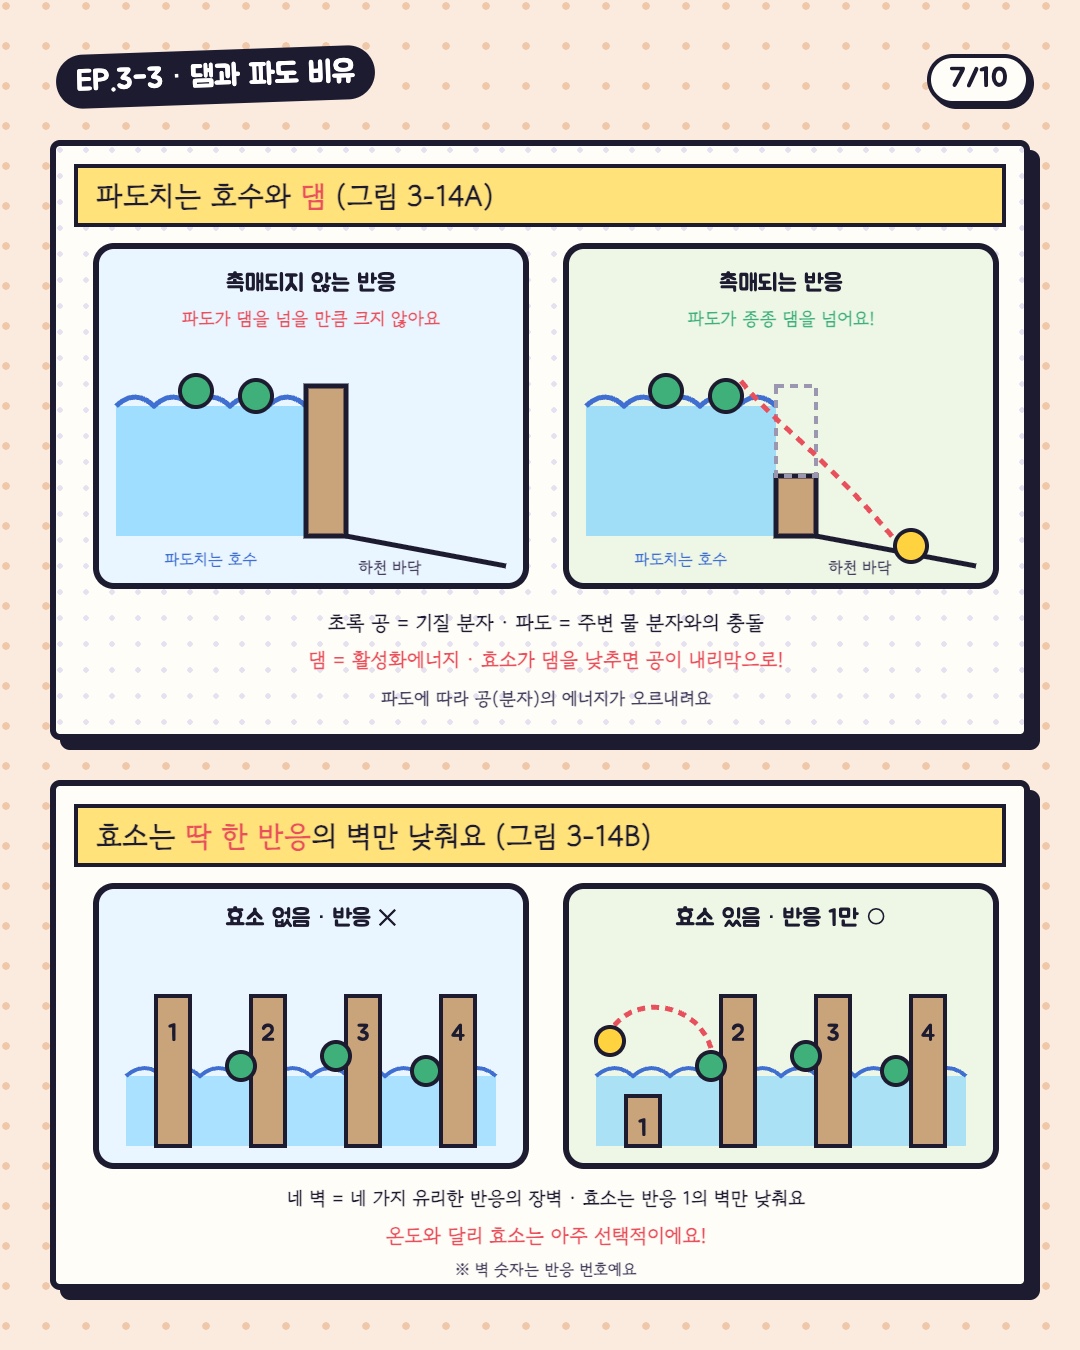 EP.3-3 · 댐과 파도 비유
7/10
파도치는 호수와 댐 (그림 3-14A)
촉매되지 않는 반응
파도가 댐을 넘을 만큼 크지 않아요
파도치는 호수
하천 바닥
촉매되는 반응
파도가 종종 댐을 넘어요!
파도치는 호수
하천 바닥
초록 공 = 기질 분자 · 파도 = 주변 물 분자와의 충돌
댐 = 활성화에너지 · 효소가 댐을 낮추면 공이 내리막으로!
파도에 따라 공(분자)의 에너지가 오르내려요
효소는 딱 한 반응의 벽만 낮춰요 (그림 3-14B)
효소 없음 · 반응 ✕
1
2
3
4
효소 있음 · 반응 1만 ○
1
2
3
4
네 벽 = 네 가지 유리한 반응의 장벽 · 효소는 반응 1의 벽만 낮춰요
온도와 달리 효소는 아주 선택적이에요!
※ 벽 숫자는 반응 번호예요